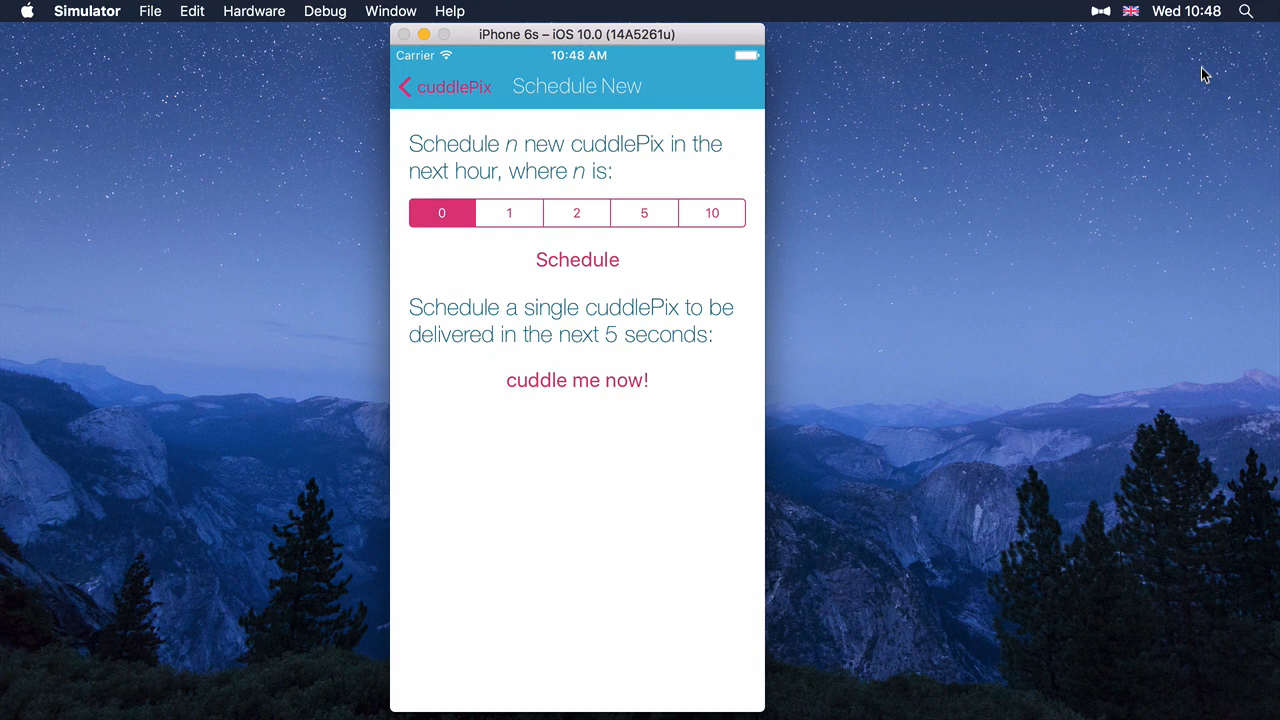 Simulator File Edit Hardware Debug Window Help Wed 10:48
iPhone 6s – iOS 10.0 (14A5261u)
Carrier 10:48 AM
cuddlePix Schedule New
Schedule n new cuddlePix in the
next hour, where n is:
0 1 2 5 10
Schedule
Schedule a single cuddlePix to be
delivered in the next 5 seconds:
cuddle me now!